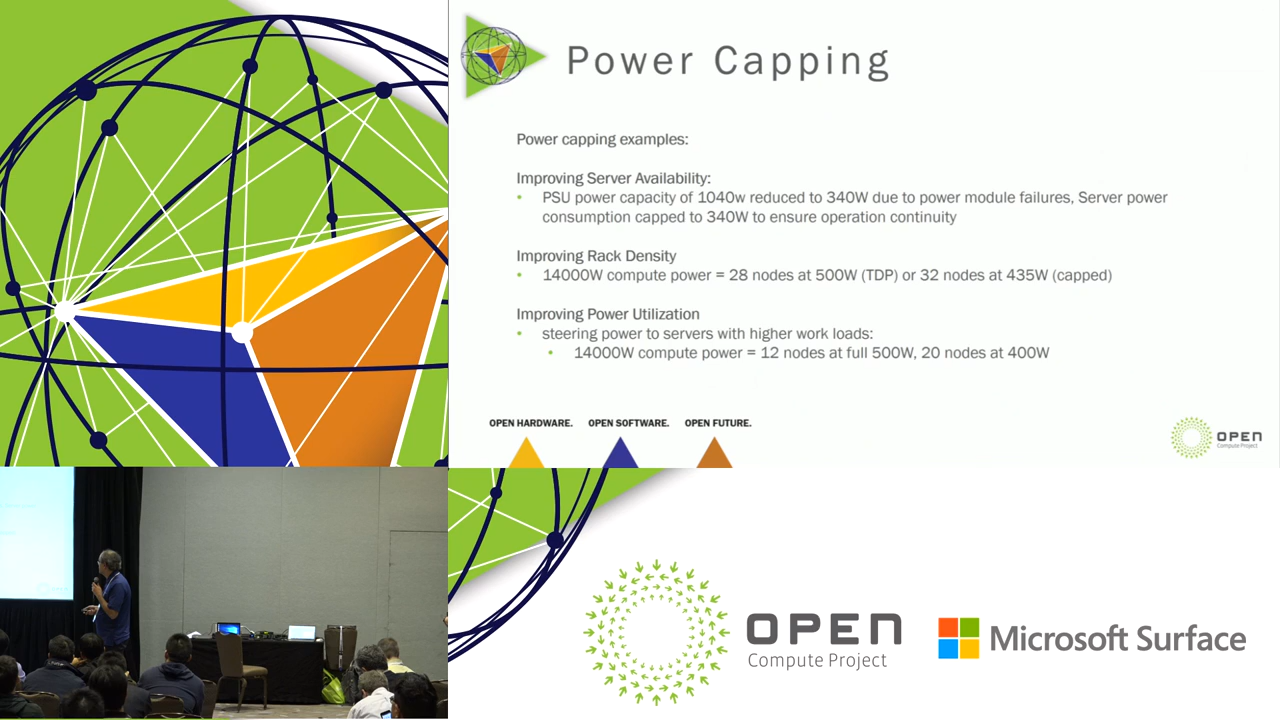 Power Capping
Power capping examples:
Improving Server Availability:
• PSU power capacity of 1040w reduced to 340W due to power module failures, Server power
consumption capped to 340W to ensure operation continuity
Improving Rack Density
• 14000W compute power = 28 nodes at 500W (TDP) or 32 nodes at 435W (capped)
Improving Power Utilization
• steering power to servers with higher work loads:
• 14000W compute power = 12 nodes at full 500W, 20 nodes at 400W
OPEN HARDWARE. OPEN SOFTWARE. OPEN FUTURE.
OPEN
Compute Project
OPEN
Compute Project
Microsoft Surface